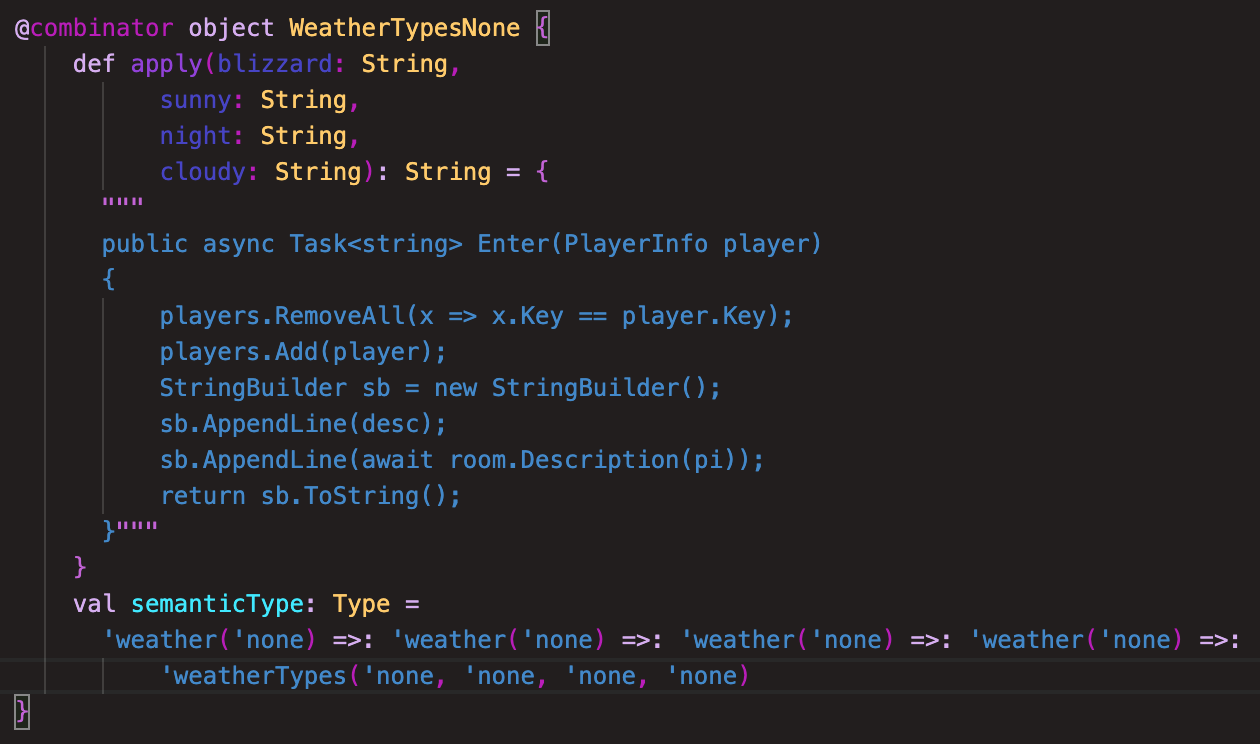 @combinator object WeatherTypesNone {
def apply(blizzard: String,
sunny: String,
night: String,
cloudy: String): String = {
"""
public async Task<string> Enter(PlayerInfo player)
{
players.RemoveAll(x => x.Key == player.Key);
players.Add(player);
StringBuilder sb = new StringBuilder();
sb.AppendLine(desc);
sb.AppendLine(await room.Description(pi));
return sb.ToString();
}"""
}
val semanticType: Type =
'weather('none) =>: 'weather('none) =>: 'weather('none) =>: 'weather('none) =>:
'weatherTypes('none, 'none, 'none, 'none)
}